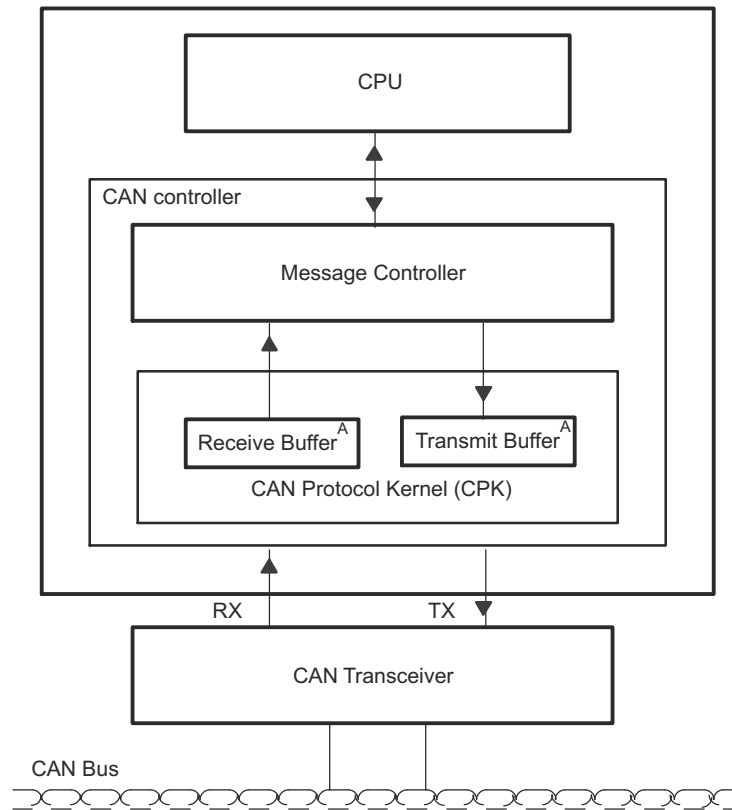 CPU
CAN controller
Message Controller
Receive Buffer A
Transmit Buffer A
CAN Protocol Kernel (CPK)
RX
TX
CAN Transceiver
CAN Bus